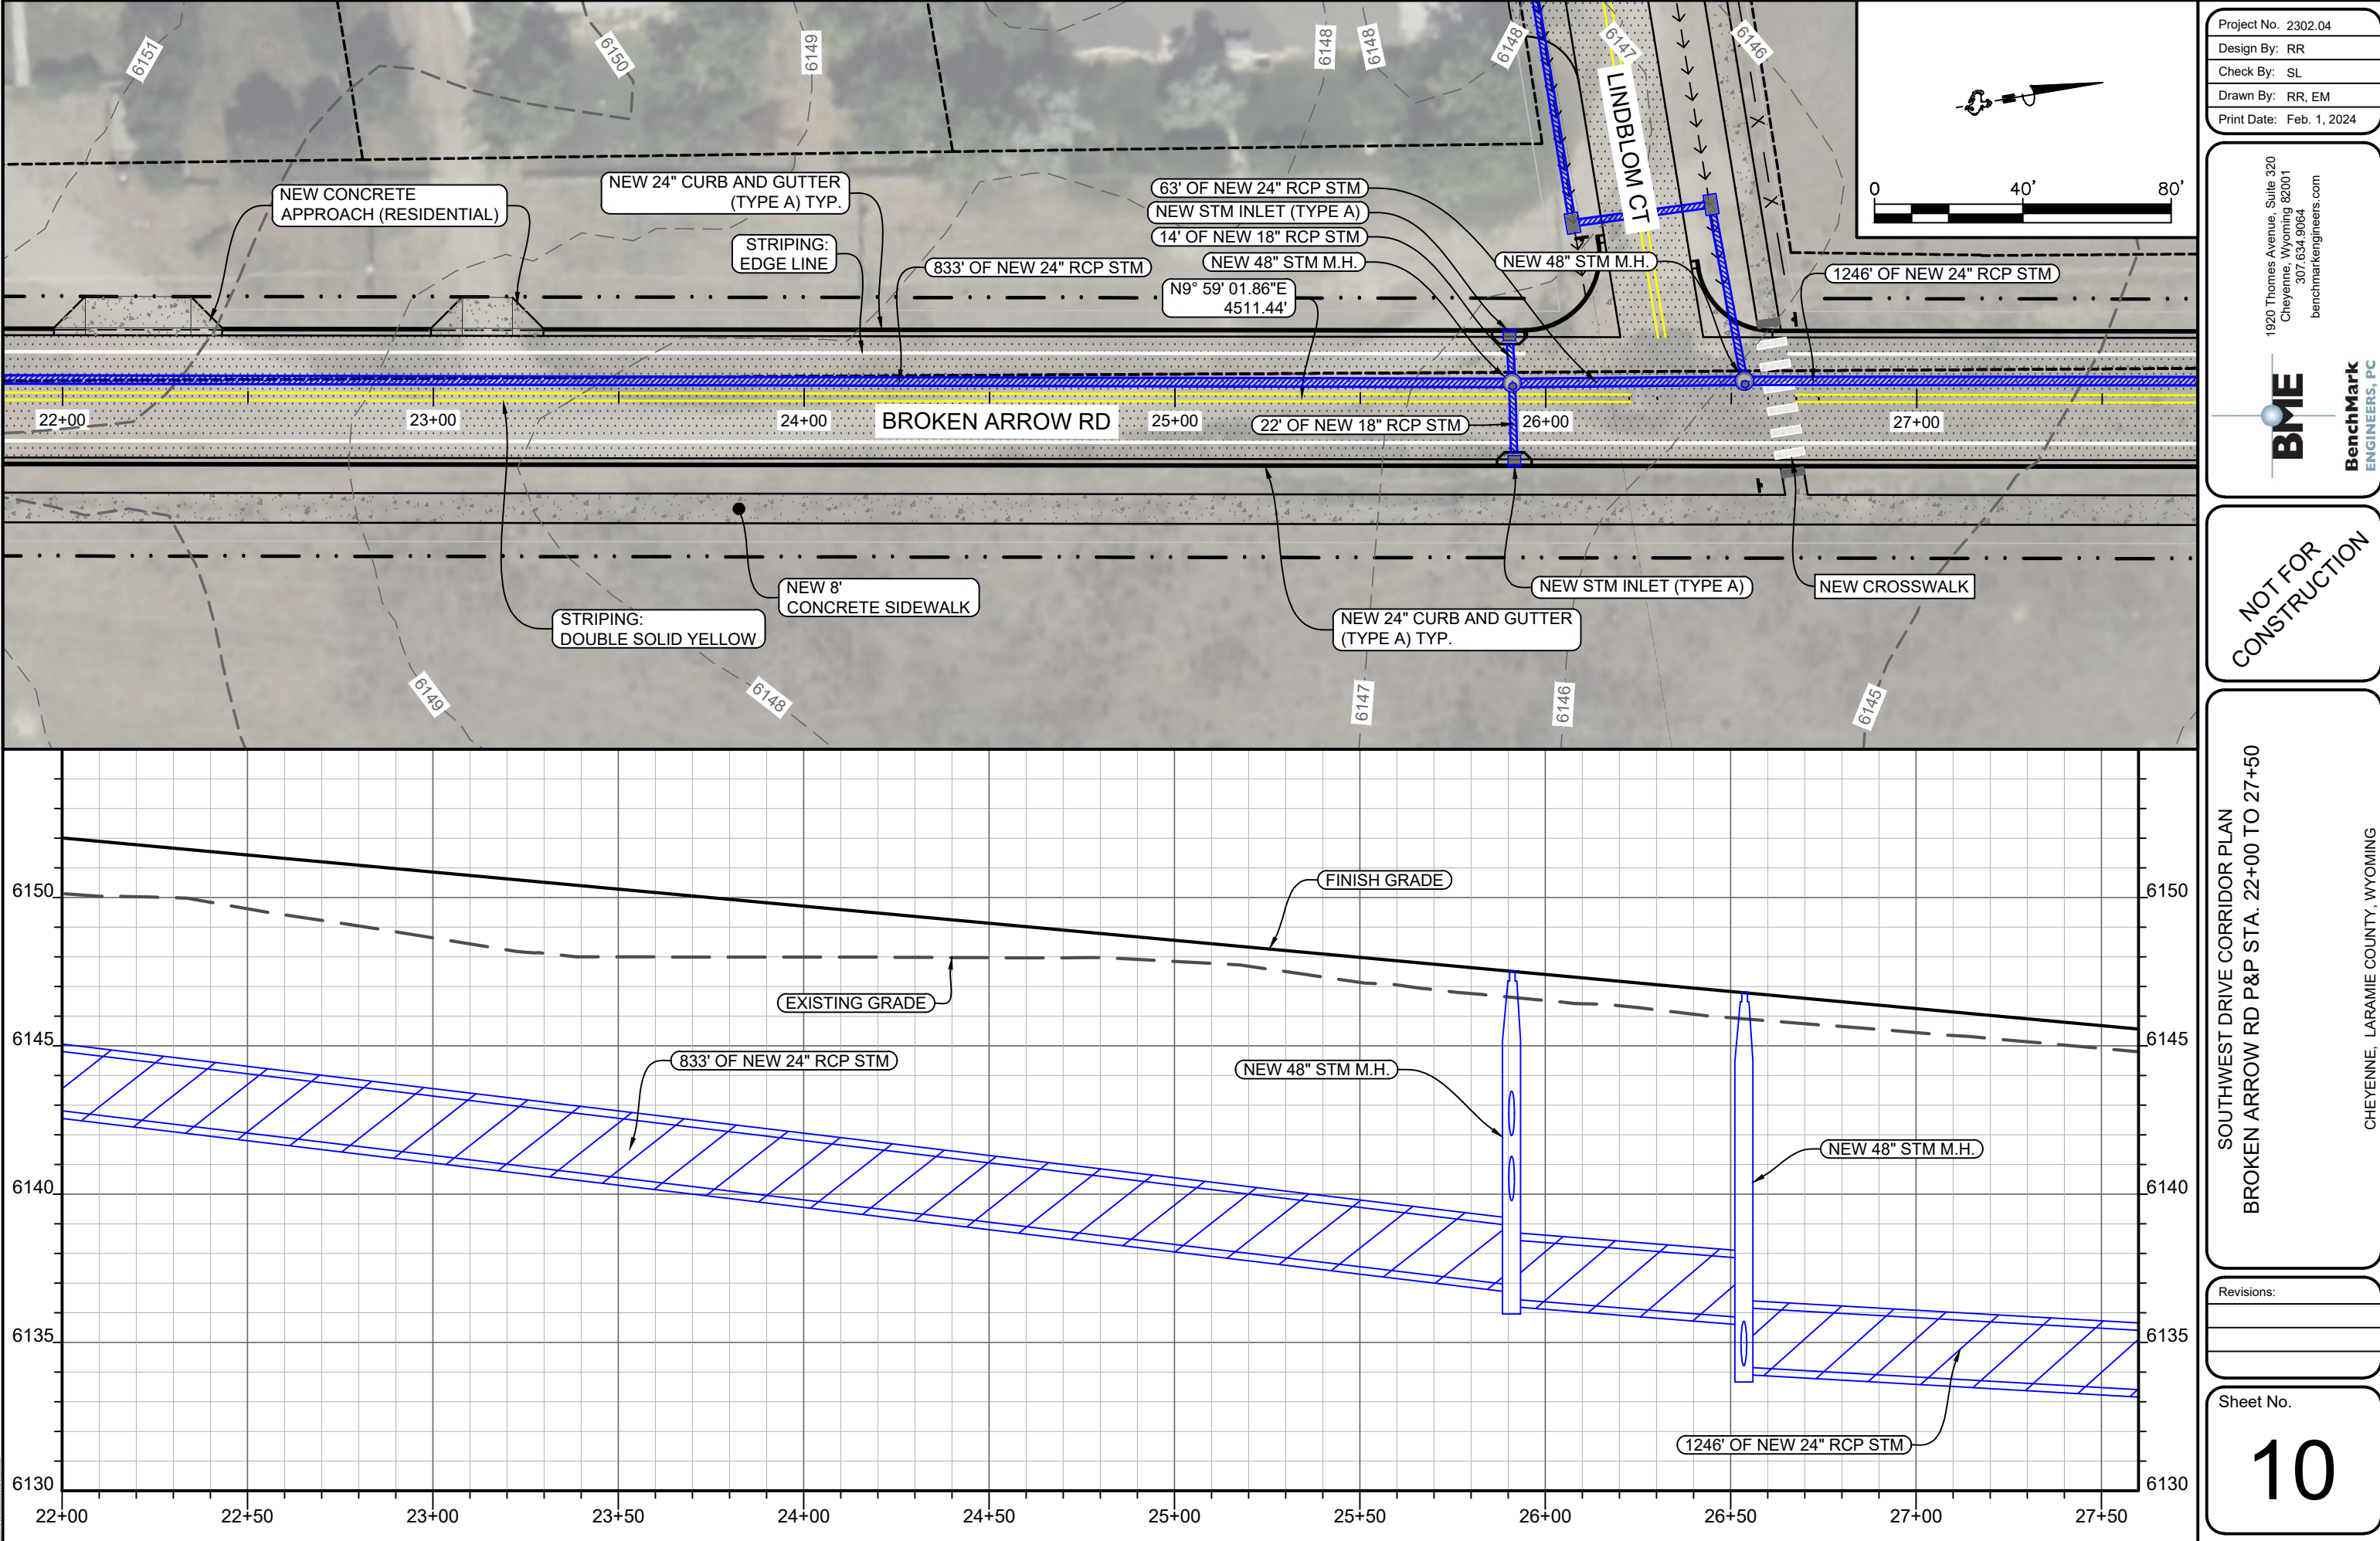 6151
6150
6149
6148
6148
6148
6147
6146
LINDBLOM CT
0
40'
80'
NEW CONCRETE
APPROACH (RESIDENTIAL)
NEW 24" CURB AND GUTTER
(TYPE A) TYP.
STRIPING:
EDGE LINE
833' OF NEW 24" RCP STM
63' OF NEW 24" RCP STM
NEW STM INLET (TYPE A)
14' OF NEW 18" RCP STM
NEW 48" STM M.H.
N9° 59' 01.86"E
4511.44'
NEW 48" STM M.H.
1246' OF NEW 24" RCP STM
22+00
23+00
24+00
BROKEN ARROW RD
25+00
22' OF NEW 18" RCP STM
26+00
27+00
STRIPING:
DOUBLE SOLID YELLOW
NEW 8'
CONCRETE SIDEWALK
NEW 24" CURB AND GUTTER
(TYPE A) TYP.
NEW STM INLET (TYPE A)
NEW CROSSWALK
6149
6148
6147
6146
6145
FINISH GRADE
EXISTING GRADE
833' OF NEW 24" RCP STM
NEW 48" STM M.H.
NEW 48" STM M.H.
1246' OF NEW 24" RCP STM
6150
6145
6140
6135
6130
6150
6145
6140
6135
6130
22+00
22+50
23+00
23+50
24+00
24+50
25+00
25+50
26+00
26+50
27+00
27+50
Project No. 2302.04
Design By: RR
Check By: SL
Drawn By: RR, EM
Print Date: Feb. 1, 2024
1920 Thomes Avenue, Suite 320
Cheyenne, Wyoming 82001
307.634.9064
benchmarkengineers.com
BME
BenchMark
ENGINEERS, PC
NOT FOR
CONSTRUCTION
SOUTHWEST DRIVE CORRIDOR PLAN
BROKEN ARROW RD P&P STA. 22+00 TO 27+50
CHEYENNE, LARAMIE COUNTY, WYOMING
Revisions:
Sheet No.
10